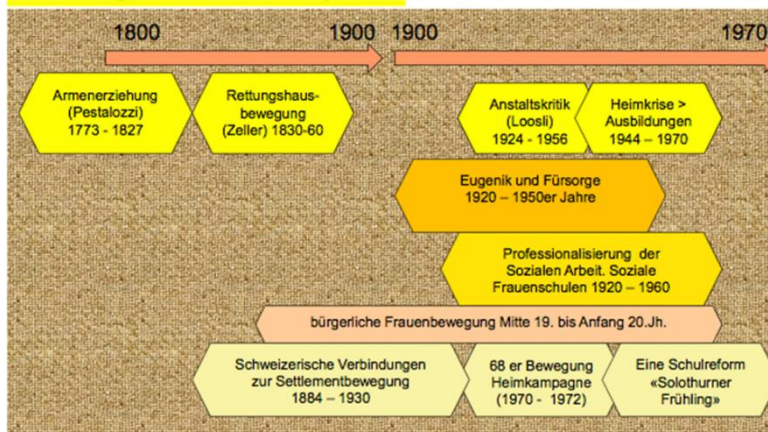 1800
1900
1900
1970
Armenerziehung
(Pestalozzi)
1773 - 1827
Rettungshaus-
bewegung
(Zeller) 1830-60
Anstaltskritik
(Loosli)
1924 - 1956
Heimkrise >
Ausbildungen
1944 – 1970
Eugenik und Fürsorge
1920 – 1950er Jahre
Professionalisierung der
Sozialen Arbeit. Soziale
Frauenschulen 1920 – 1960
bürgerliche Frauenbewegung Mitte 19. bis Anfang 20.Jh.
Schweizerische Verbindungen
zur Settlementbewegung
1884 – 1930
68 er Bewegung
Heimkampagne
(1970 - 1972)
Eine Schulreform
«Solothurner
Frühling»